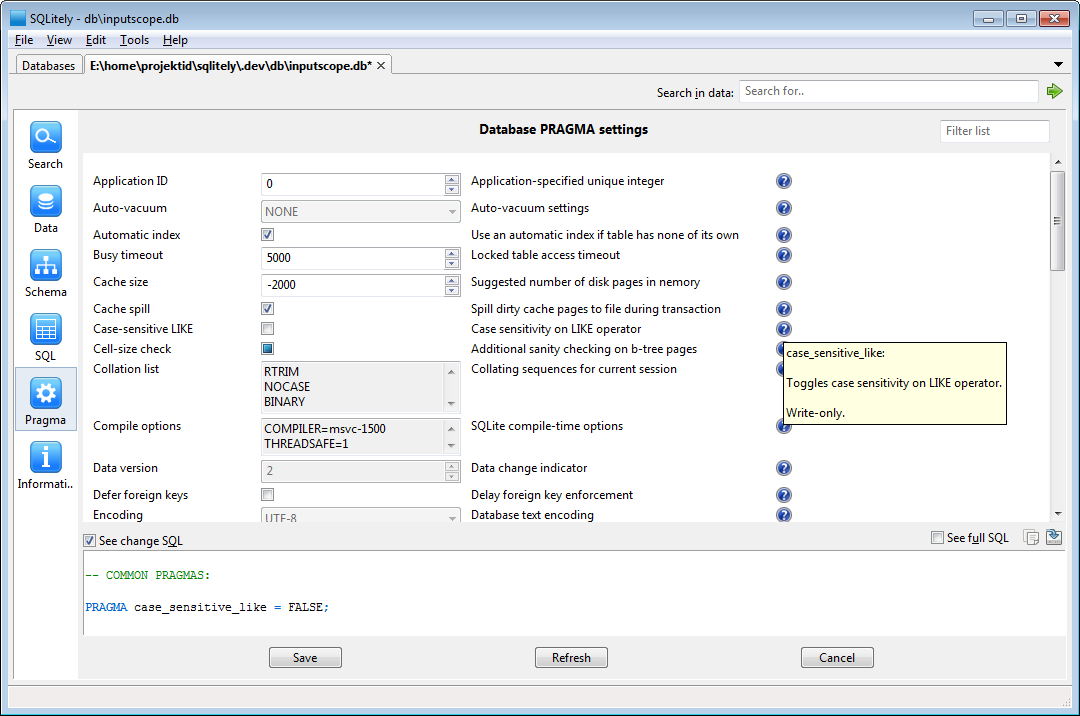 SQLitely - db\inputscope.db
File View Edit Tools Help
Databases E:\home\projektid\sqlitely\.dev\db\inputscope.db*
Search in data: Search for..
Database PRAGMA settings Filter list
Search
Data
Schema
SQL
Pragma
Informati..
Application ID 0 Application-specified unique integer
Auto-vacuum NONE Auto-vacuum settings
Automatic index Use an automatic index if table has none of its own
Busy timeout 5000 Locked table access timeout
Cache size -2000 Suggested number of disk pages in nemory
Cache spill Spill dirty cache pages to file during transaction
Case-sensitive LIKE Case sensitivity on LIKE operator
Cell-size check Additional sanity checking on b-tree pages
Collation list RTRIM Collating sequences for current session
NOCASE
BINARY
case_sensitive_like:
Toggles case sensitivity on LIKE operator.
Write-only.
Compile options COMPILER=msvc-1500 SQLite compile-time options
THREADSAFE=1
Data version 2 Data change indicator
Defer foreign keys Delay foreign key enforcement
Encoding UTF-8 Database text encoding
See change SQL See full SQL
-- COMMON PRAGMAS:
PRAGMA case_sensitive_like = FALSE;
Save Refresh Cancel